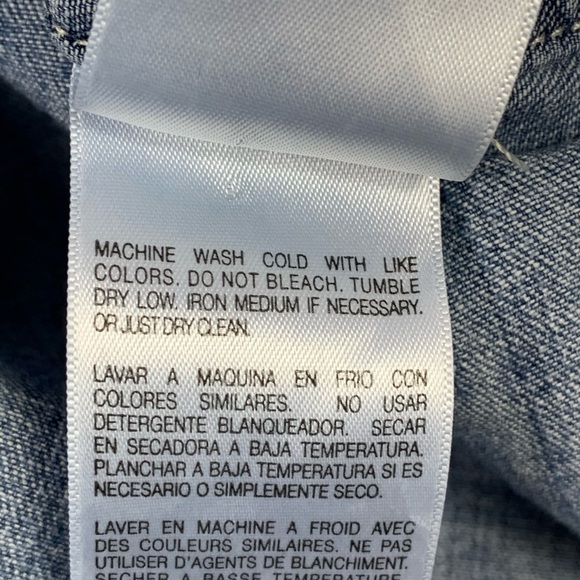 MACHINE WASH COLD WITH LIKE
COLORS. DO NOT BLEACH. TUMBLE
DRY LOW. IRON MEDIUM IF NECESSARY.
OR JUST DRY CLEAN.
LAVAR A MAQUINA EN FRIO CON
COLORES SIMILARES. NO USAR
DETERGENTE BLANQUEADOR. SECAR
EN SECADORA A BAJA TEMPERATURA.
PLANCHAR A BAJA TEMPERATURA SI ES
NECESARIO O SIMPLEMENTE SECO.
LAVER EN MACHINE A FROID AVEC
DES COULEURS SIMILAIRES. NE PAS
UTILISER D'AGENTS DE BLANCHIMENT.
SECHER A BASSE TEMPERATURE